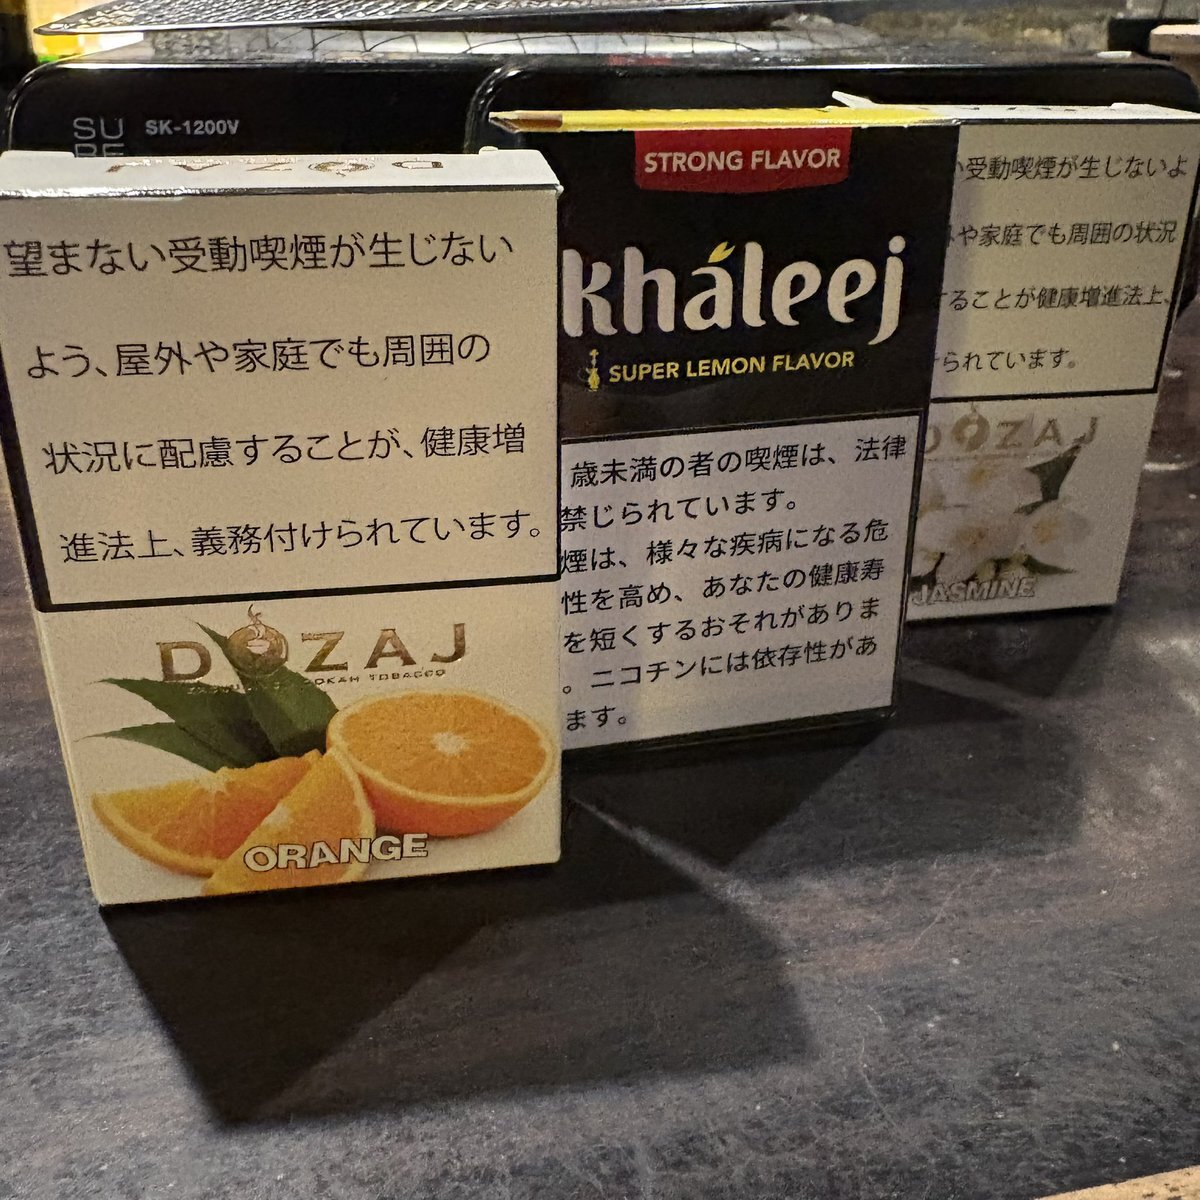 SU
BE
SK-1200V
DOZAJ
望まない受動喫煙が生じない
よう、屋外や家庭でも周囲の
状況に配慮することが、健康増
進法上、義務付けられています。
DOZAJ
HOOKAH TOBACCO
ORANGE
STRONG FLAVOR
khaleej
SUPER LEMON FLAVOR
歳未満の者の喫煙は、法律
禁じられています。
煙は、様々な疾病になる危
性を高め、あなたの健康寿
を短くするおそれがありま
。ニコチンには依存性があ
ます。
い受動喫煙が生じないよ
や家庭でも周囲の状況
することが健康増進法上、
られています。
DOZAJ
JASMINE